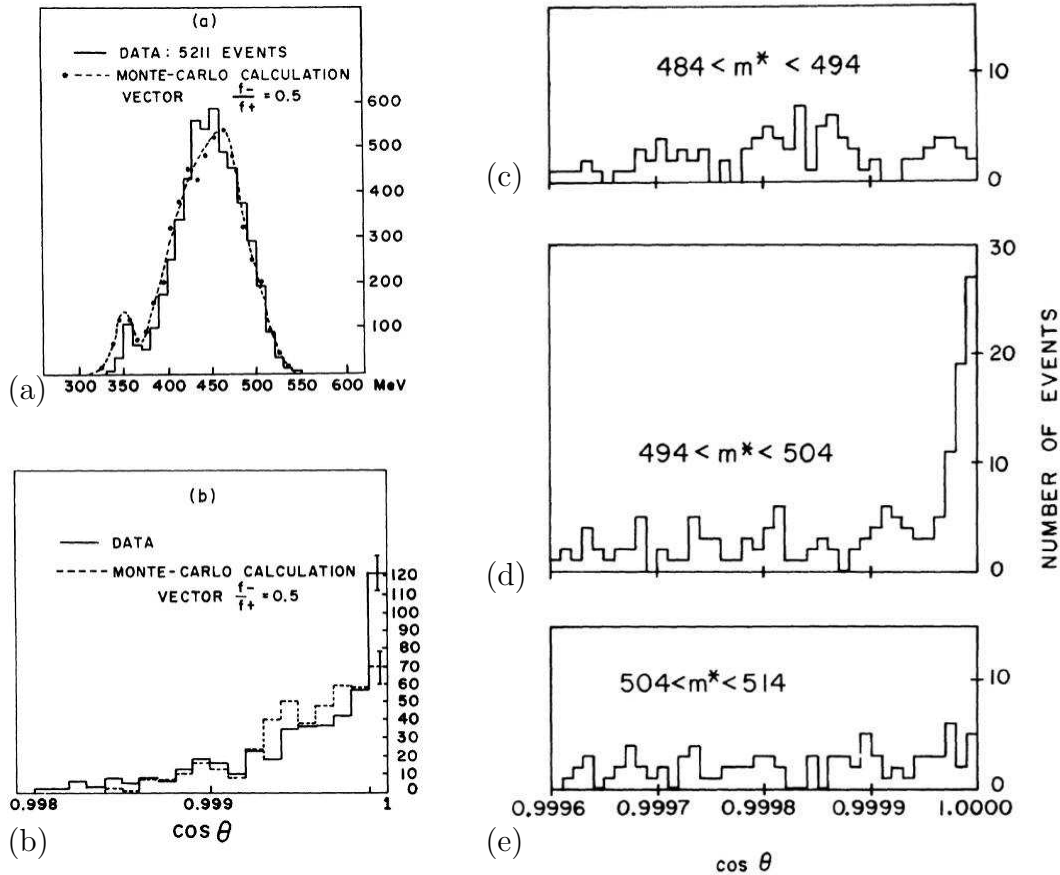 (a)
DATA: 5211 EVENTS
MONTE-CARLO CALCULATION
VECTOR f-/f+ = 0.5
600
500
400
300
200
100
300 350 400 450 500 550 600 MeV
(a)
(b)
DATA
MONTE-CARLO CALCULATION
VECTOR f-/f+ = 0.5
120
110
100
90
80
70
60
50
40
30
20
10
0
0.998 0.999 1
cos θ
(b)
484 < m* < 494
10
0
(c)
30
20
10
0
494 < m* < 504
(d)
NUMBER OF EVENTS
504 < m* < 514
10
0
0.9996 0.9997 0.9998 0.9999 1.0000
(e)
cos θ